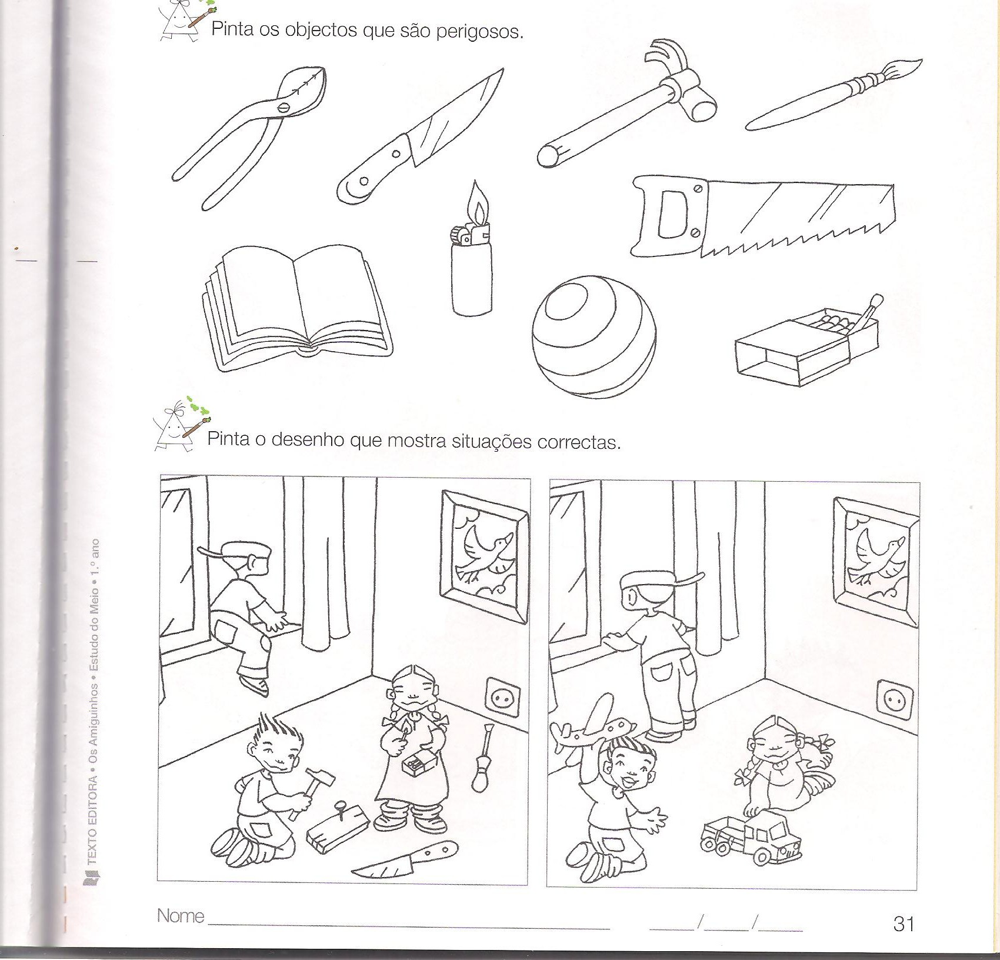 Pinta os objectos que são perigosos.
Pinta o desenho que mostra situações correctas.
TEXTO EDITORA • Os Amiguinhos • Estudo do Meio • 1.º ano
Nome
/ /
31